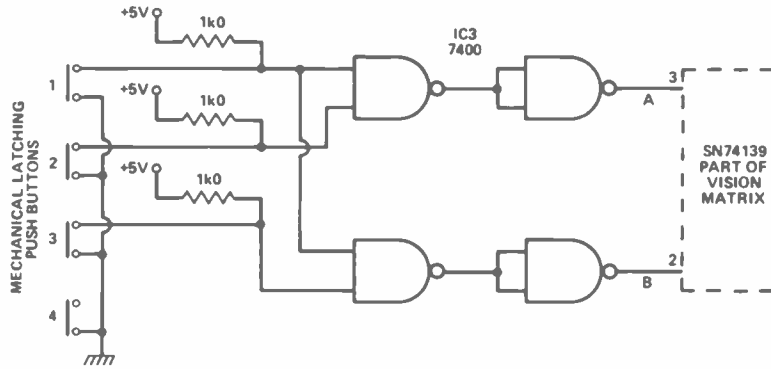 +5V
1k0
IC3
7400
1
+5V
1k0
3
A
2
+5V
1k0
SN74139
PART OF
VISION
MATRIX
MECHANICAL LATCHING
PUSH BUTTONS
3
2
B
4